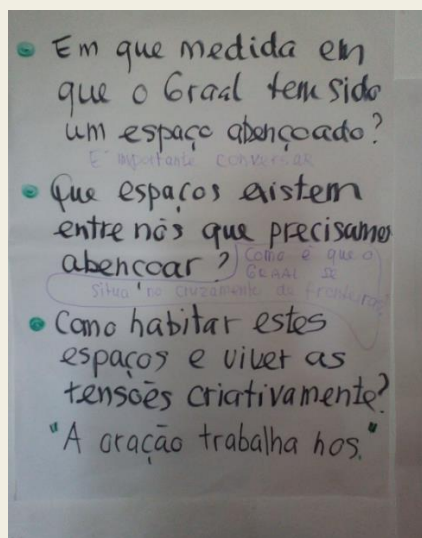 Em que medida em
que o Graal tem sido
um espaço abençoado?
É importante conversar
Que espaços existem
entre nós que precisamos
abençoar?
Como é que o
GRAAL SE
situa no cruzamento de fronteiras?
Como habitar estes
espaços e viver as
tensões criativamente?
"A oração trabalha nos."